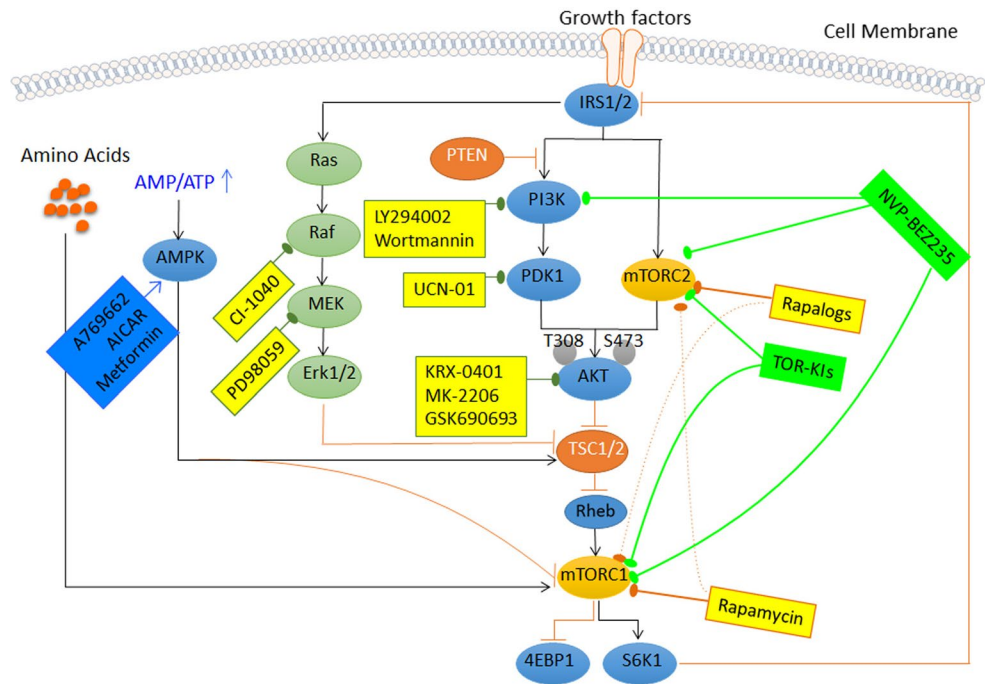 Growth factors
Cell Membrane
IRS1/2
Amino Acids
AMP/ATP ↑
Ras
PTEN
PI3K
LY294002
Wortmannin
NVP-BEZ235
Raf
AMPK
PDK1
mTORC2
UCN-01
CI-1040
MEK
Rapalogs
A769662
AICAR
Metformin
PD98059
T308
S473
TOR-KIs
Erk1/2
KRX-0401
MK-2206
GSK690693
AKT
TSC1/2
Rheb
mTORC1
Rapamycin
4EBP1
S6K1